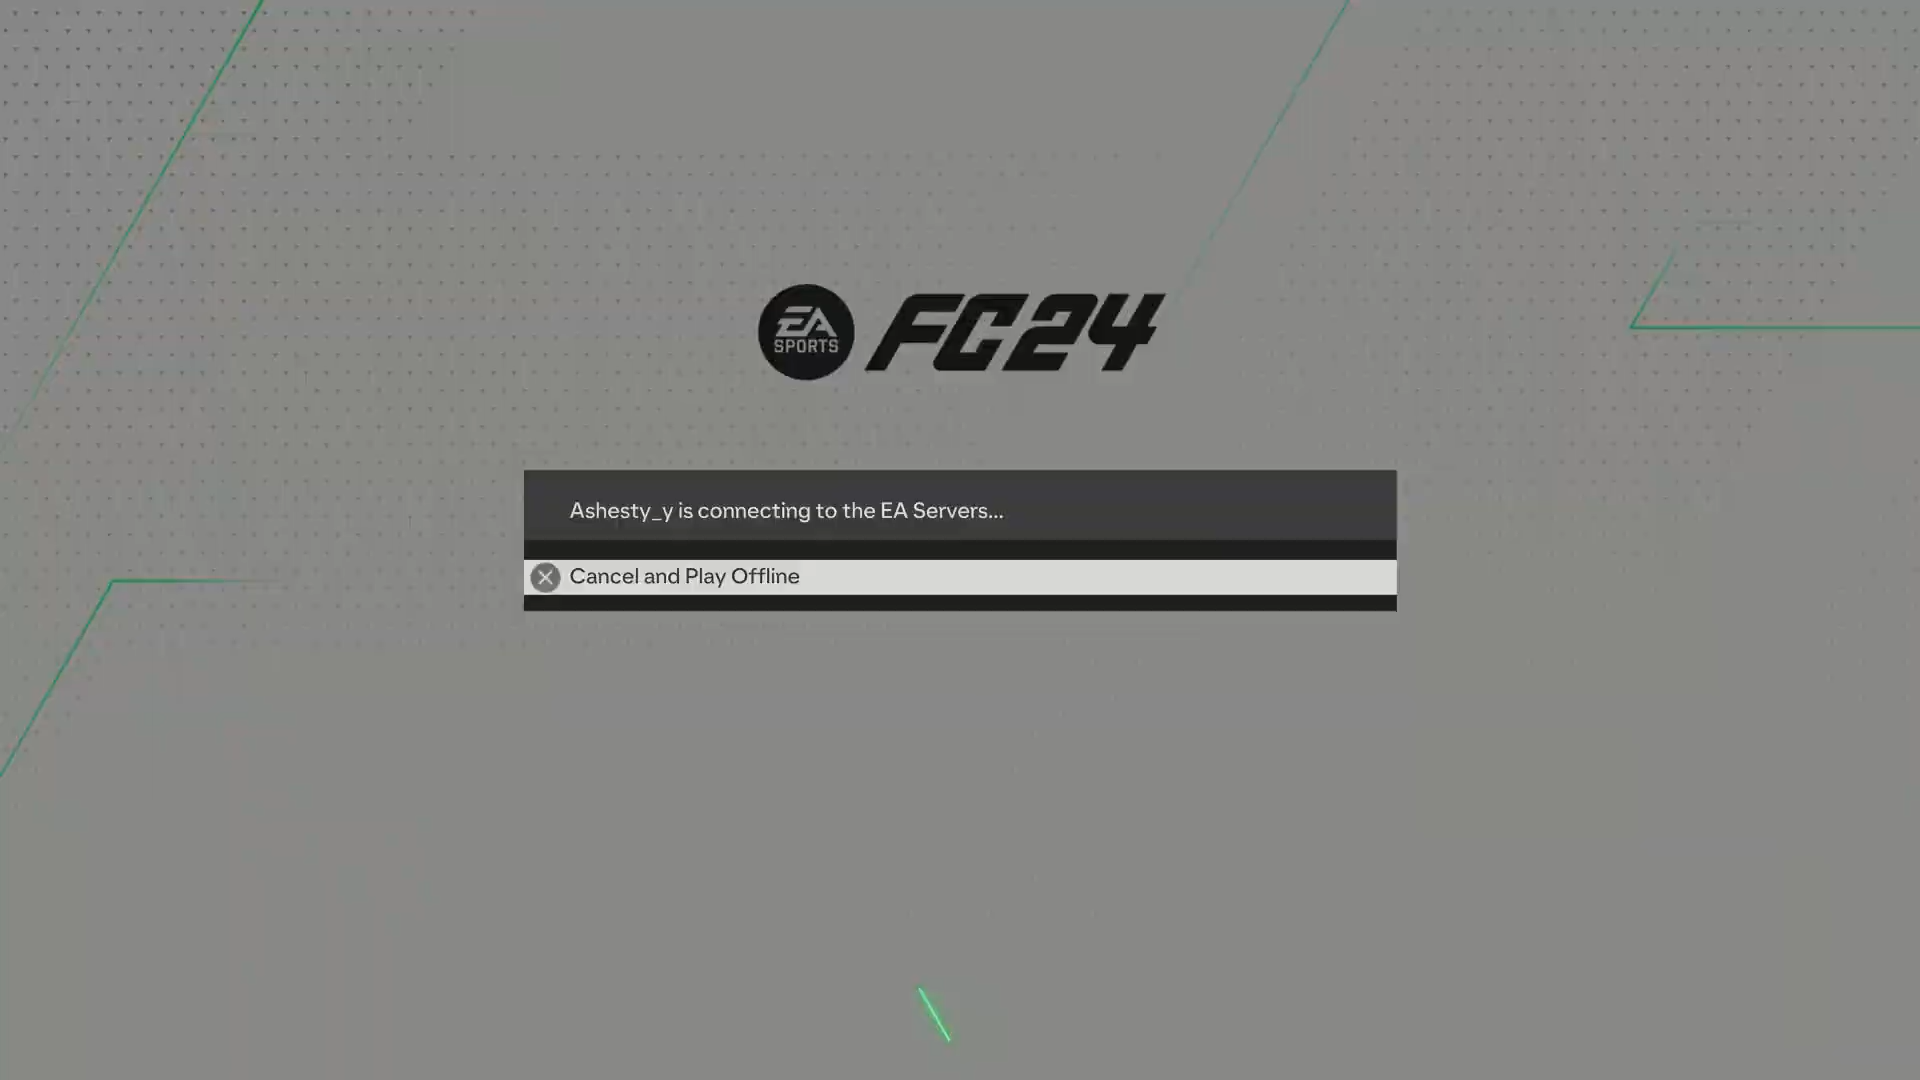 EA
SPORTS
FC24
Ashesty_y is connecting to the EA Servers...
Cancel and Play Offline